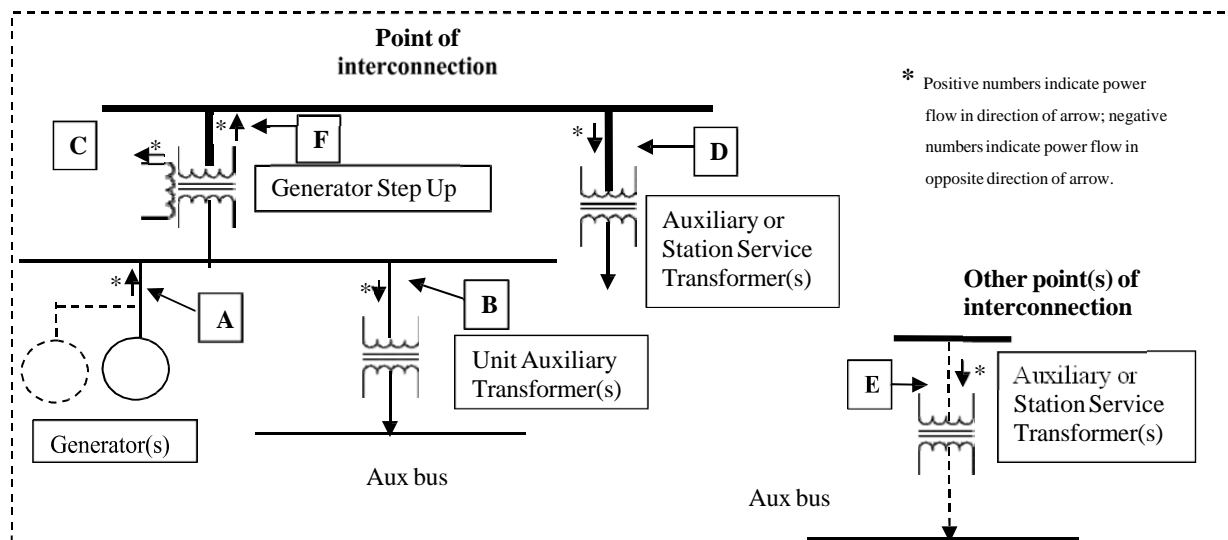 Point of
interconnection
* Positive numbers indicate power
flow in direction of arrow; negative
numbers indicate power flow in
opposite direction of arrow.
C
*
*
F
*
D
Generator Step Up
Auxiliary or
Station Service
Transformer(s)
*
A
*
B
Unit Auxiliary
Transformer(s)
Generator(s)
Aux bus
Other point(s) of
interconnection
E
*
Auxiliary or
Station Service
Transformer(s)
Aux bus